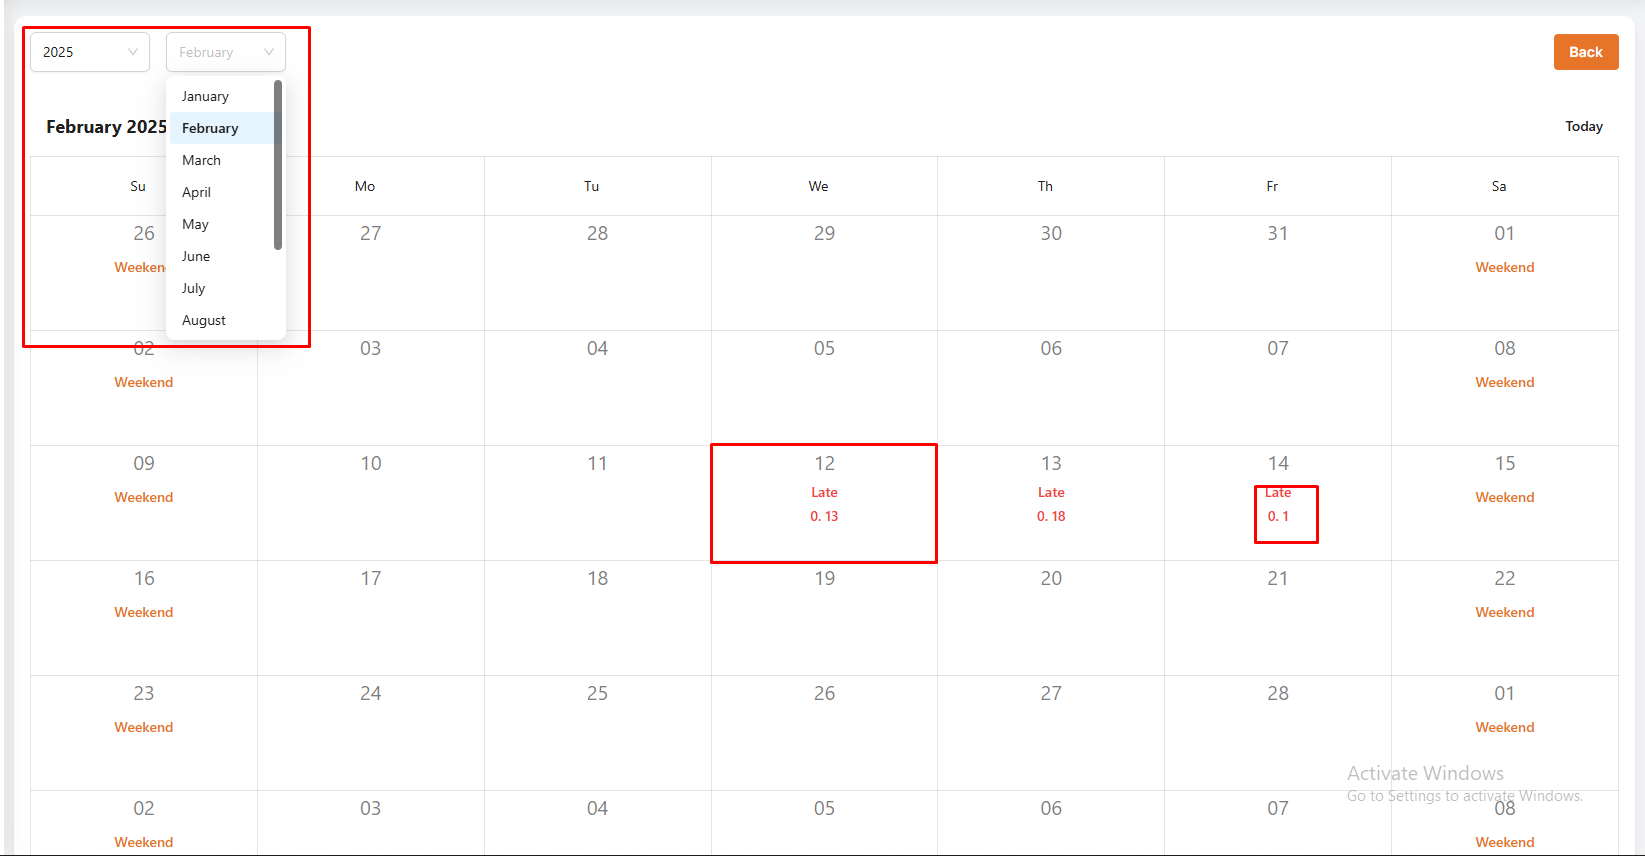 2025 February Back
January
February
March
April
May
June
July
August
February 2025 Today
Su Mo Tu We Th Fr Sa
26 27 28 29 30 31 01
Weeken Weekend
02 03 04 05 06 07 08
Weekend Weekend
09 10 11 12 13 14 15
Weekend Late Late Late Weekend
0. 13 0. 18 0. 1
16 17 18 19 20 21 22
Weekend Weekend
23 24 25 26 27 28 01
Weekend Weekend
Activate Windows
Go to Settings to activate Windows.
02 03 04 05 06 07 08
Weekend Weekend